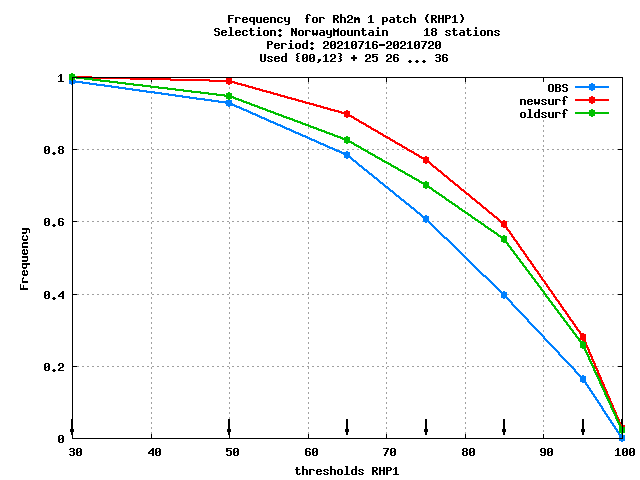 Frequency  for Rh2m 1 patch (RHP1)
Selection: NorwayMountain     18 stations
Period: 20210716-20210720
Used {00,12} + 25 26 ... 36
OBS
newsurf
oldsurf
1
0.8
0.6
0.4
0.2
0
Frequency
30 40 50 60 70 80 90 100
thresholds RHP1